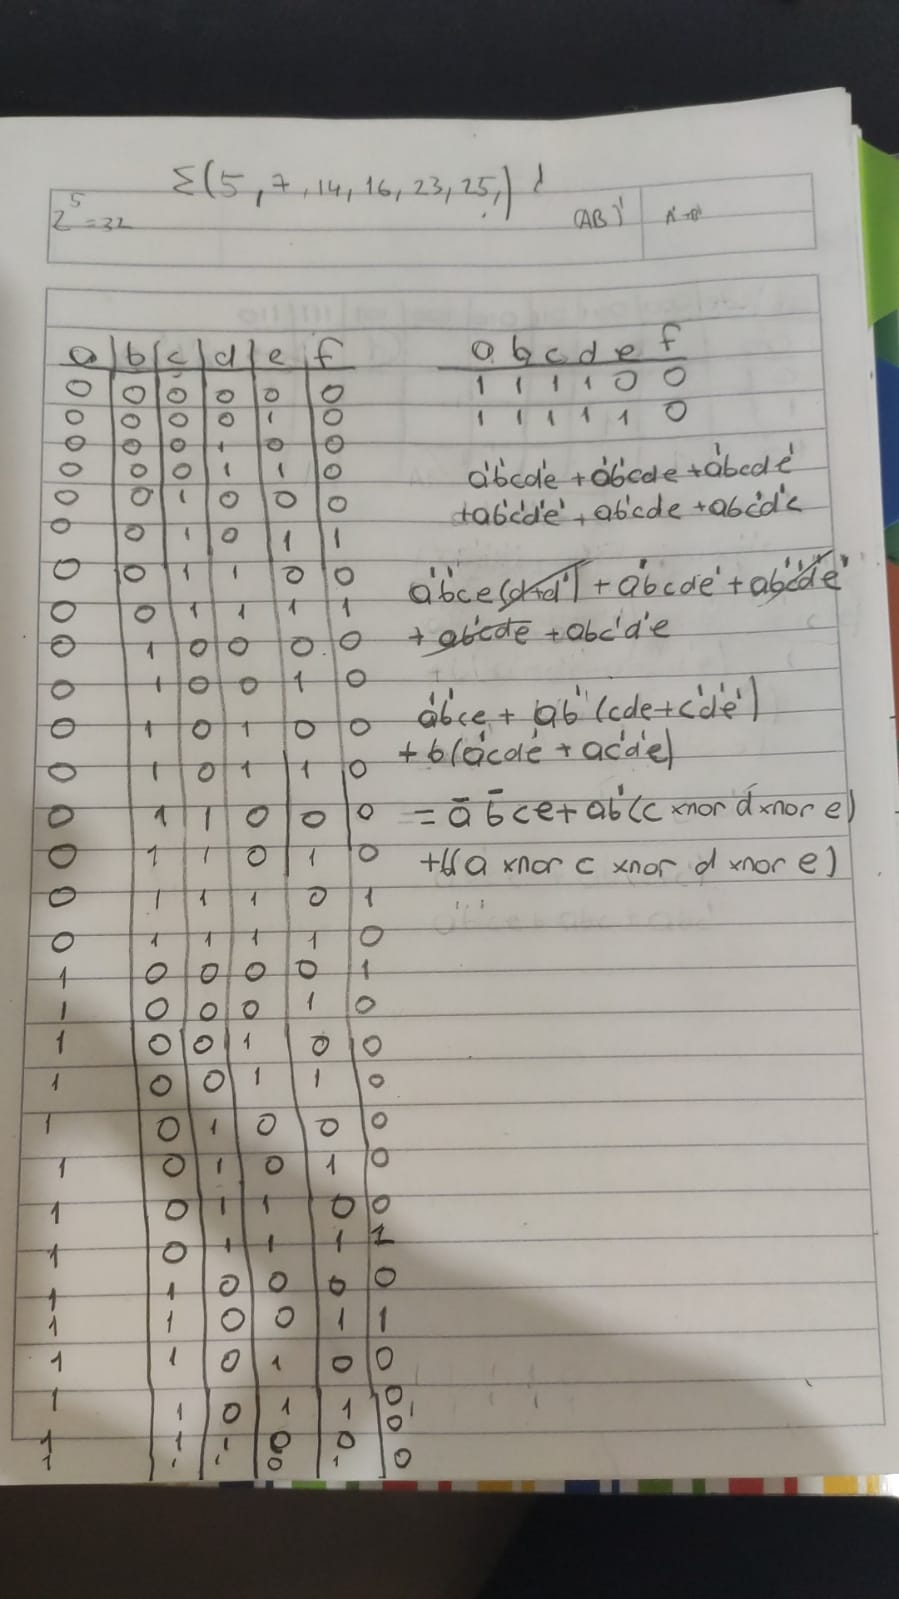 Σ(5,7,14,16,23,25,)
2^5=32
(AB)'
a b c d e f
0 0 0 0 0 0
0 0 0 0 1 0
0 0 0 1 0 0
0 0 0 1 1 0
0 0 1 0 0 0
0 0 1 0 1 1
0 0 1 1 0 0
0 0 1 1 1 1
0 1 0 0 0 0
0 1 0 0 1 0
0 1 0 1 0 0
0 1 0 1 1 0
0 1 1 0 0 0
0 1 1 0 1 0
0 1 1 1 0 1
0 1 1 1 1 0
1 0 0 0 0 1
1 0 0 0 1 0
1 0 0 1 0 0
1 0 0 1 1 0
1 0 1 0 0 0
1 0 1 0 1 0
1 0 1 1 0 0
1 0 1 1 1 1
1 1 0 0 0 0
1 1 0 0 1 1
1 1 0 1 0 0
1 1 0 1 1 0
1 1 1 0 0 0
1 1 1 0 1 0
a b c d e f
1 1 1 1 0 0
1 1 1 1 1 0
a'b'cd'e + a'b'cde + a'bcde'
+ab'c'd'e' + ab'cde + abc'd'e
a'b'ce(d+d') + a'bcde' + ab'c'd'e'
+ ab'cde + abc'd'e
a'b'ce + ab'(cde+c'd'e')
+ b(a'cde' + ac'd'e)
= a̅ b̅ce + ab'(c xnor d xnor e)
+b(a xnor c xnor d xnor e)